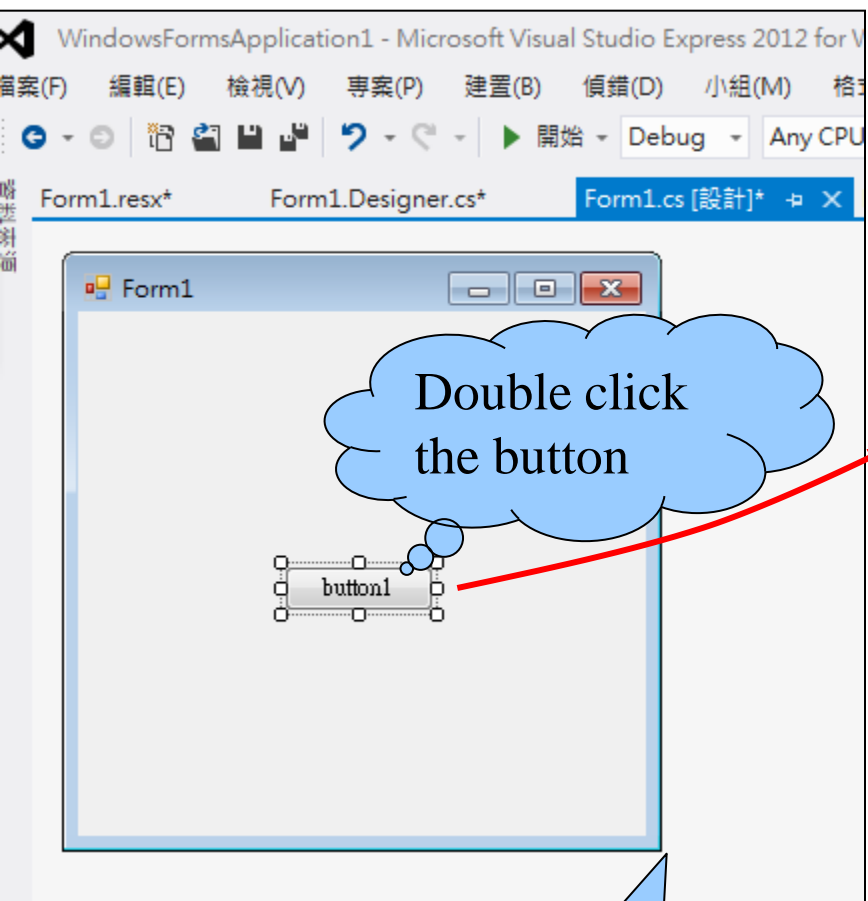 WindowsFormsApplication1 - Microsoft Visual Studio Express 2012 for
檔案(F) 編輯(E) 檢視(V) 專案(P) 建置(B) 偵錯(D) 小組(M)
開始 Debug Any CPU
Form1.resx* Form1.Designer.cs* Form1.cs [設計]*
Form1
Double click
the button
button1